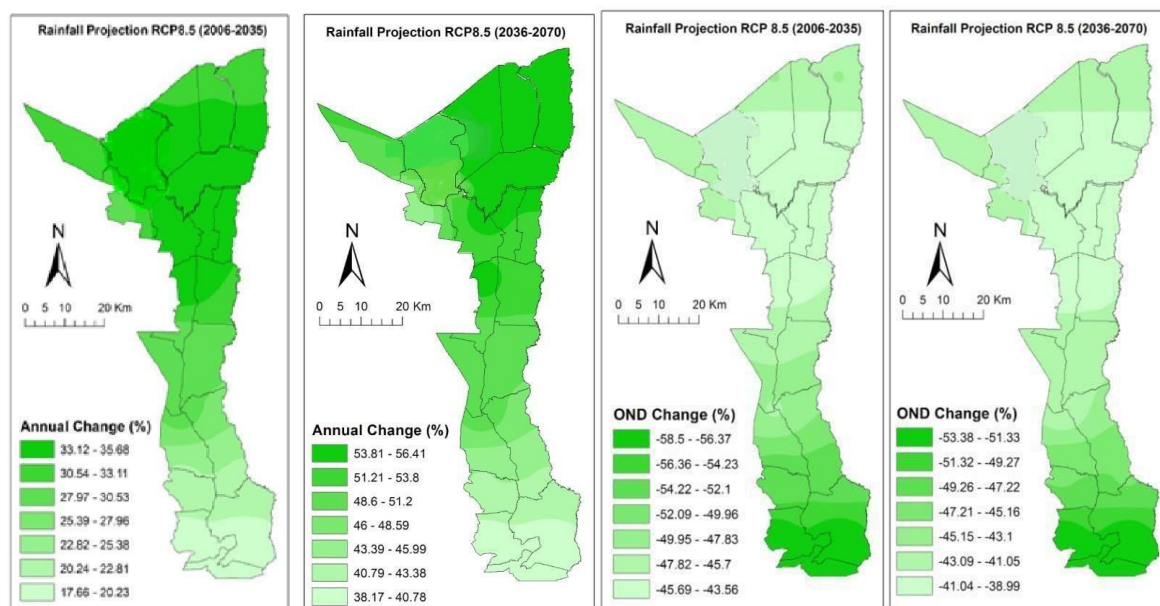 Rainfall Projection RCP8.5 (2006-2035)
N
0 5 10 20 Km
Annual Change (%)
33.12 - 35.68
30.54 - 33.11
27.97 - 30.53
25.39 - 27.96
22.82 - 25.38
20.24 - 22.81
17.66 - 20.23
Rainfall Projection RCP8.5 (2036-2070)
N
0 5 10 20 Km
Annual Change (%)
53.81 - 56.41
51.21 - 53.8
48.6 - 51.2
46 - 48.59
43.39 - 45.99
40.79 - 43.38
38.17 - 40.78
Rainfall Projection RCP 8.5 (2006-2035)
N
0 5 10 20 Km
OND Change (%)
-58.5 - -56.37
-56.36 - -54.23
-54.22 - -52.1
-52.09 - -49.96
-49.95 - -47.83
-47.82 - -45.7
-45.69 - -43.56
Rainfall Projection RCP 8.5 (2036-2070)
N
0 5 10 20 Km
OND Change (%)
-53.38 - -51.33
-51.32 - -49.27
-49.26 - -47.22
-47.21 - -45.16
-45.15 - -43.1
-43.09 - -41.05
-41.04 - -38.99